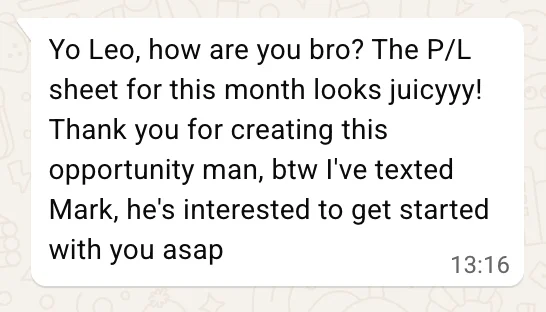 Yo Leo, how are you bro? The P/L
sheet for this month looks juicyyy!
Thank you for creating this
opportunity man, btw I've texted
Mark, he's interested to get started
with you asap
13:16